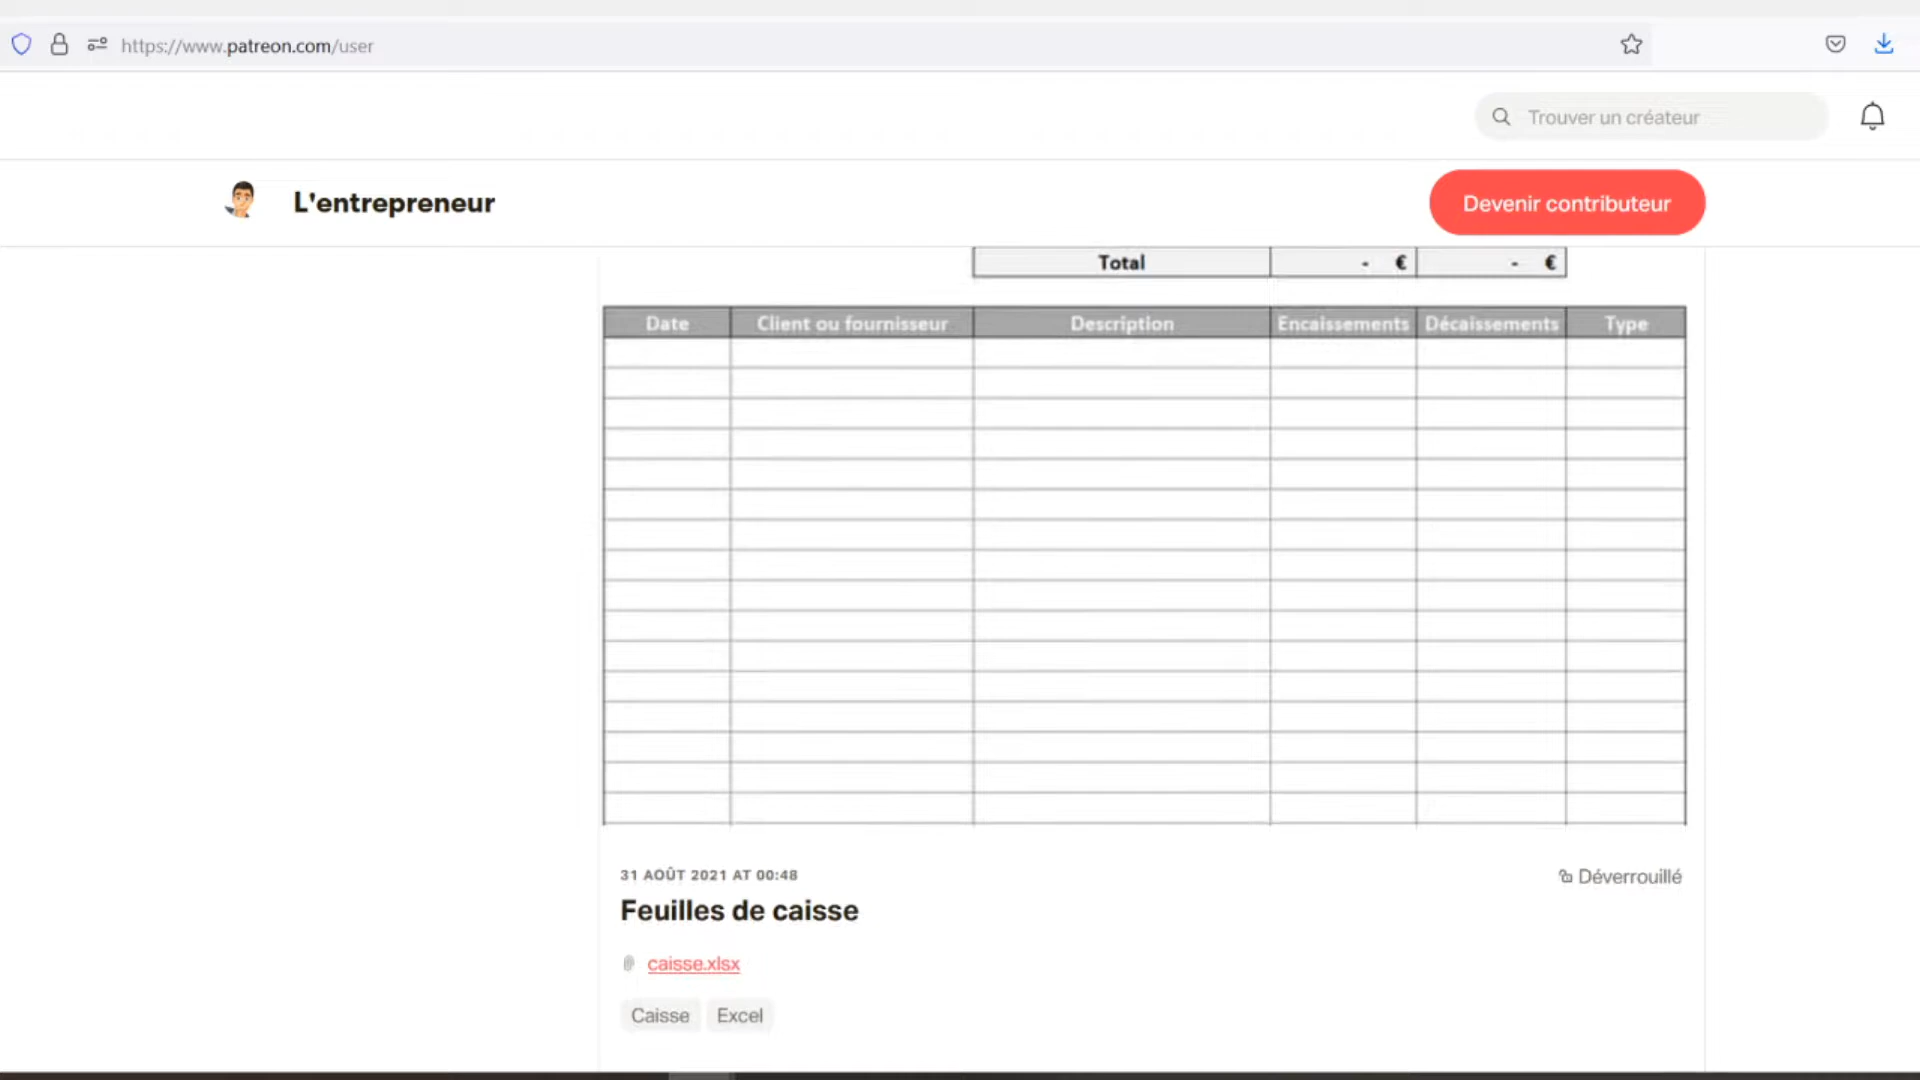 https://www.patreon.com/user
Trouver un créateur
L'entrepreneur
Devenir contributeur
Total - € - €
Date Client ou fournisseur Description Encaissements Décaissements Type
31 AOÛT 2021 AT 00:48
Déverrouillé
Feuilles de caisse
caisse.xlsx
Caisse Excel